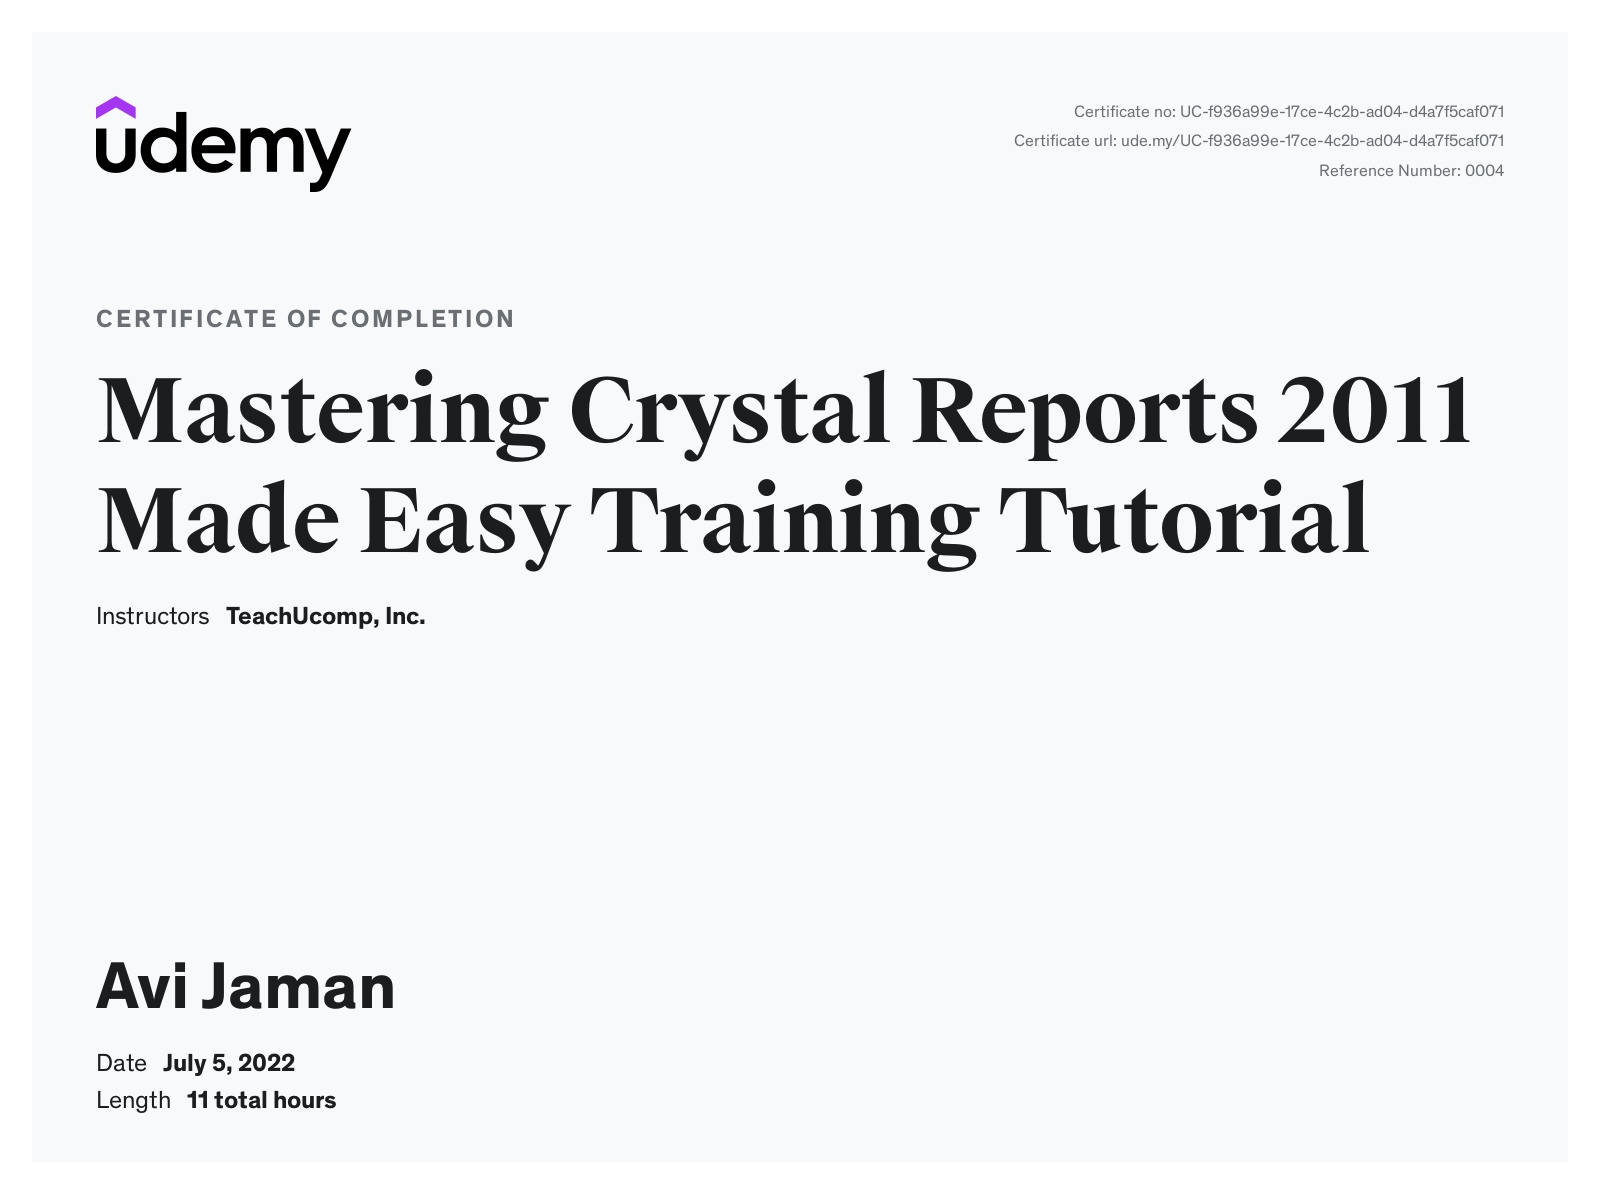 udemy
Certificate no: UC-f936a99e-17ce-4c2b-ad04-d4a7f5caf071
Certificate url: ude.my/UC-f936a99e-17ce-4c2b-ad04-d4a7f5caf071
Reference Number: 0004
CERTIFICATE OF COMPLETION
Mastering Crystal Reports 2011
Made Easy Training Tutorial
Instructors TeachUcomp, Inc.
Avi Jaman
Date July 5, 2022
Length 11 total hours